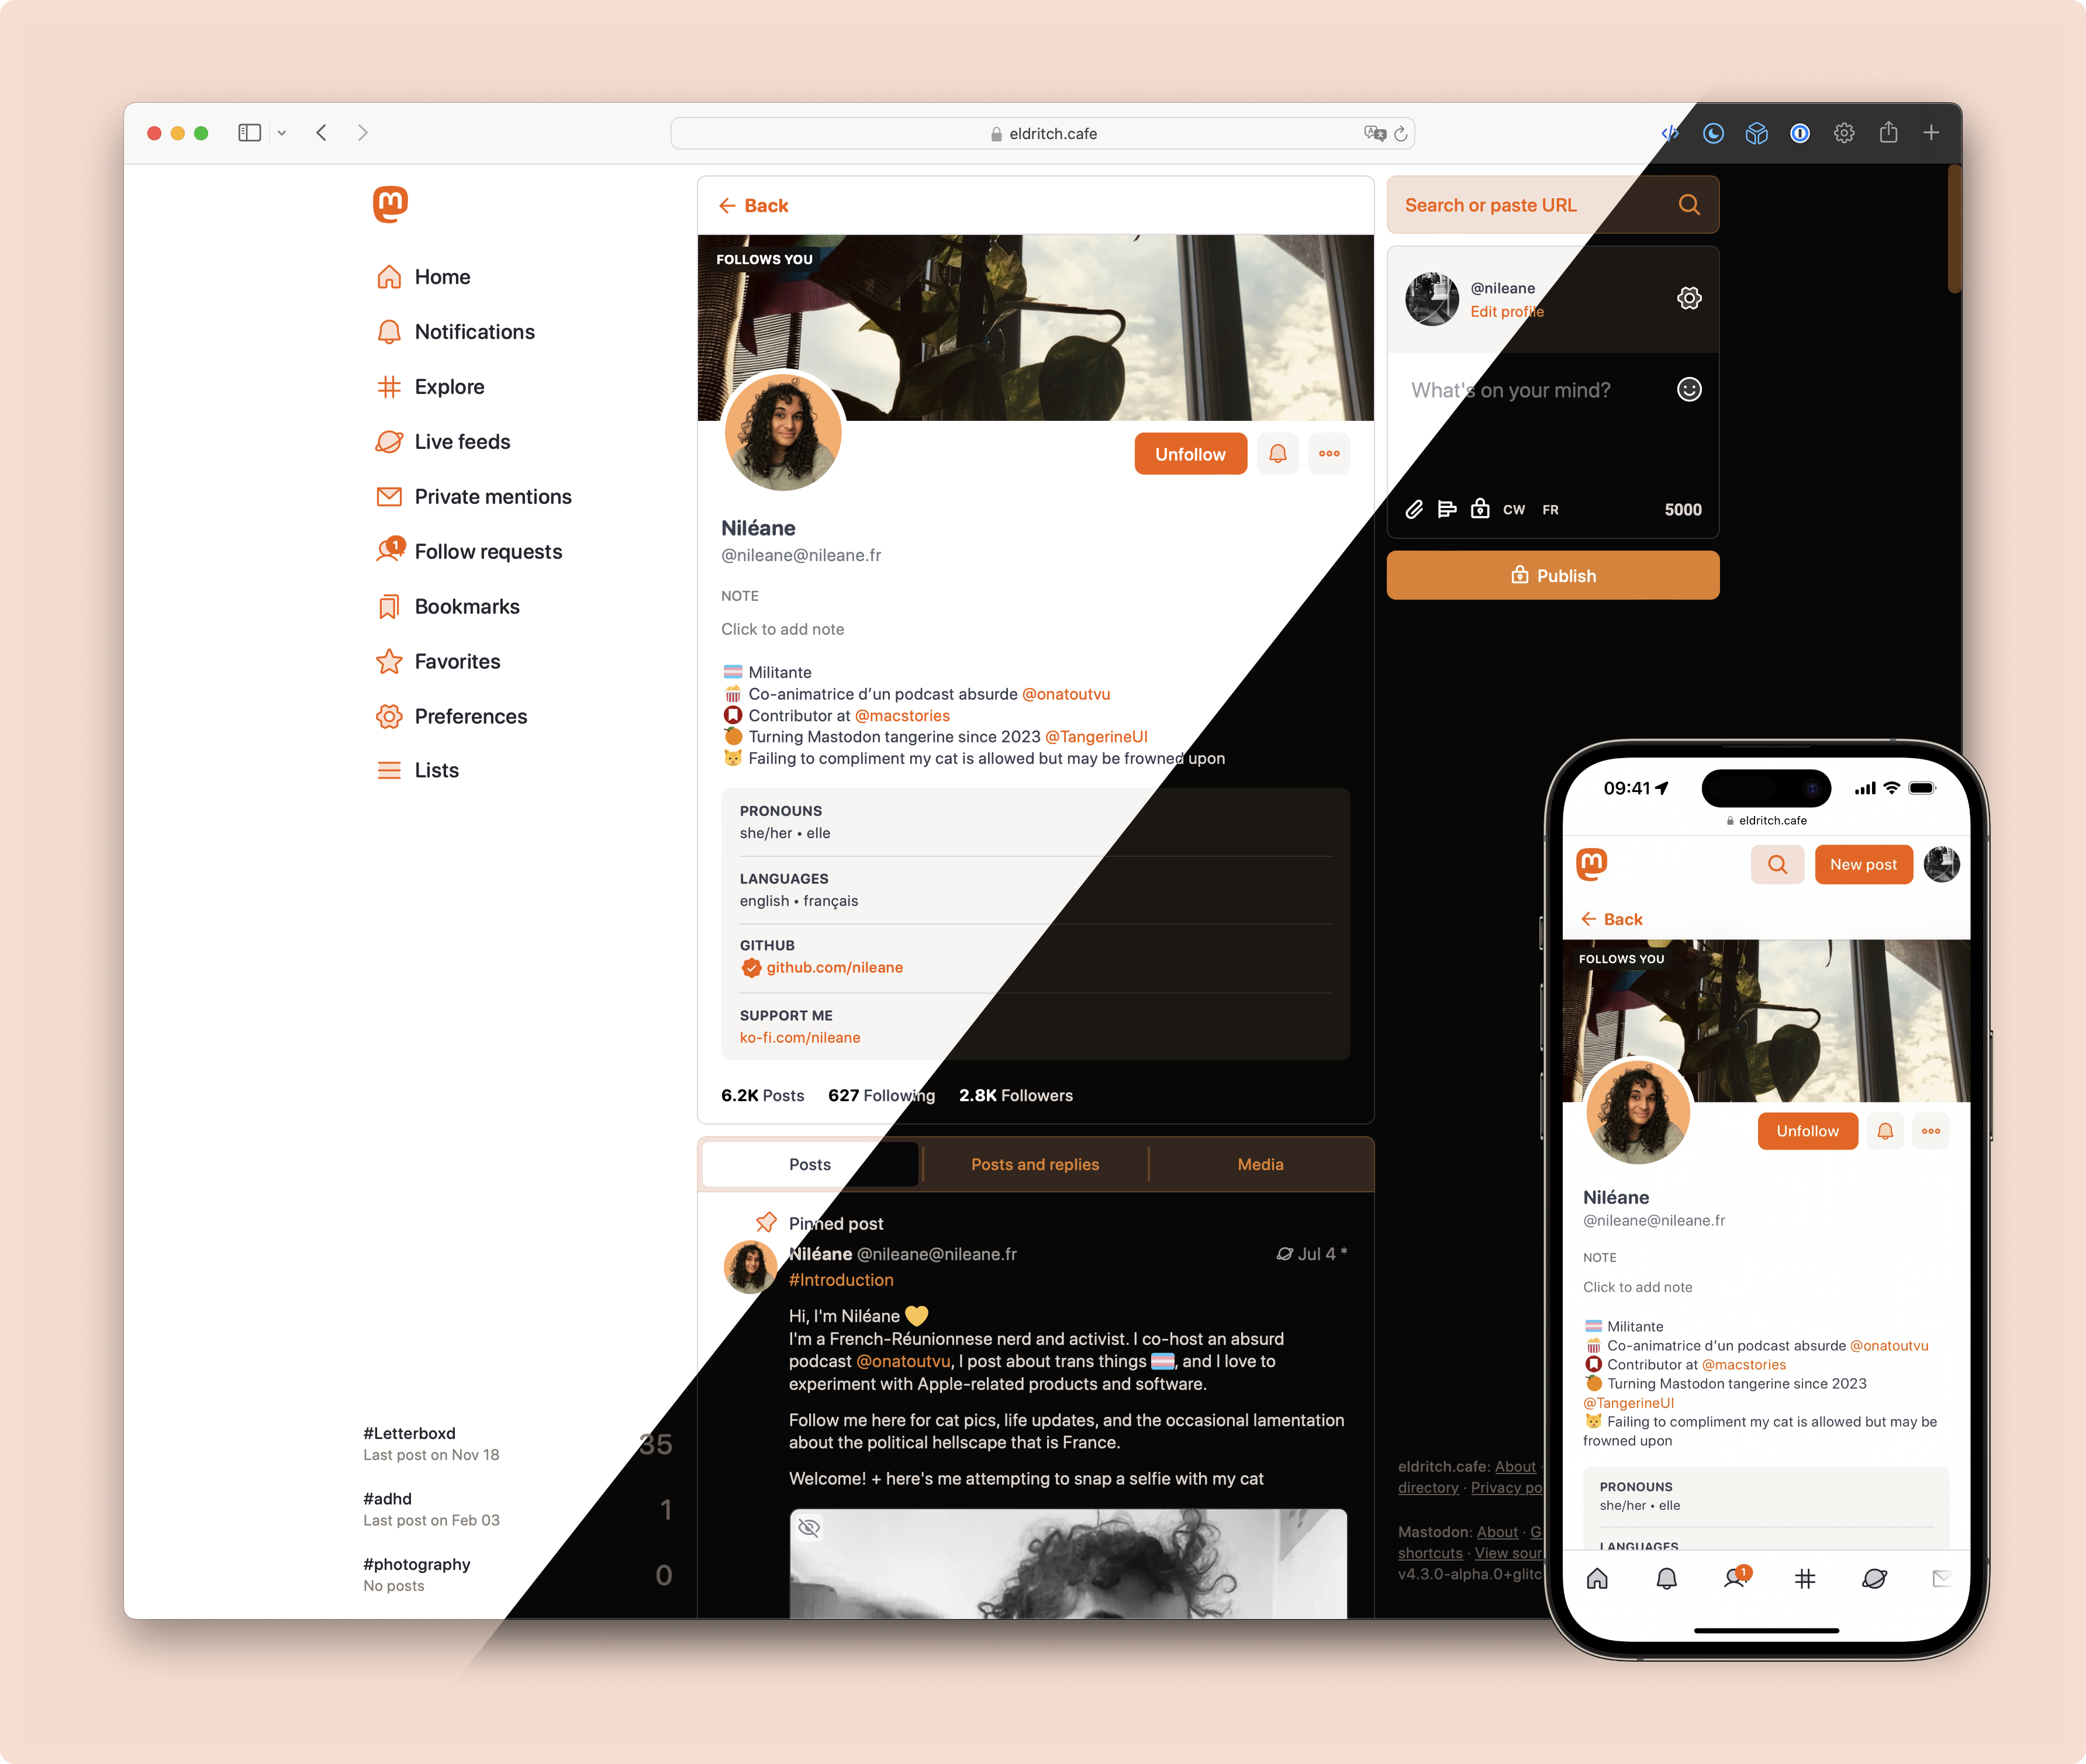 eldritch.cafe
Home
Notifications
Explore
Live feeds
Private mentions
1
Follow requests
Bookmarks
Favorites
Preferences
Lists
#Letterboxd
Last post on Nov 18
35
#adhd
Last post on Feb 03
1
#photography
No posts
0
Back
FOLLOWS YOU
Unfollow
Niléane
@nileane@nileane.fr
NOTE
Click to add note
Militante
Co-animatrice d’un podcast absurde @onatoutvu
Contributor at @macstories
Turning Mastodon tangerine since 2023 @TangerineUI
Failing to compliment my cat is allowed but may be frowned upon
PRONOUNS
she/her • elle
LANGUAGES
english • français
GITHUB
github.com/nileane
SUPPORT ME
ko-fi.com/nileane
6.2K Posts 627 Following 2.8K Followers
Posts Posts and replies Media
Pinned post
Niléane @nileane@nileane.fr Jul 4 *
#Introduction
Hi, I'm Niléane
I'm a French-Réunionnese nerd and activist. I co-host an absurd
podcast @onatoutvu, I post about trans things , and I love to
experiment with Apple-related products and software.
Follow me here for cat pics, life updates, and the occasional lamentation
about the political hellscape that is France.
Welcome! + here's me attempting to snap a selfie with my cat
Search or paste URL
@nileane
Edit profile
What's on your mind?
CW FR 5000
Publish
eldritch.cafe: About ·
directory · Privacy po
Mastodon: About · G
shortcuts · View sour
v4.3.0-alpha.0+glitc
09:41
eldritch.cafe
New post
Back
FOLLOWS YOU
Unfollow
Niléane
@nileane@nileane.fr
NOTE
Click to add note
Militante
Co-animatrice d’un podcast absurde @onatoutvu
Contributor at @macstories
Turning Mastodon tangerine since 2023
@TangerineUI
Failing to compliment my cat is allowed but may be
frowned upon
PRONOUNS
she/her • elle
LANGUAGES
1